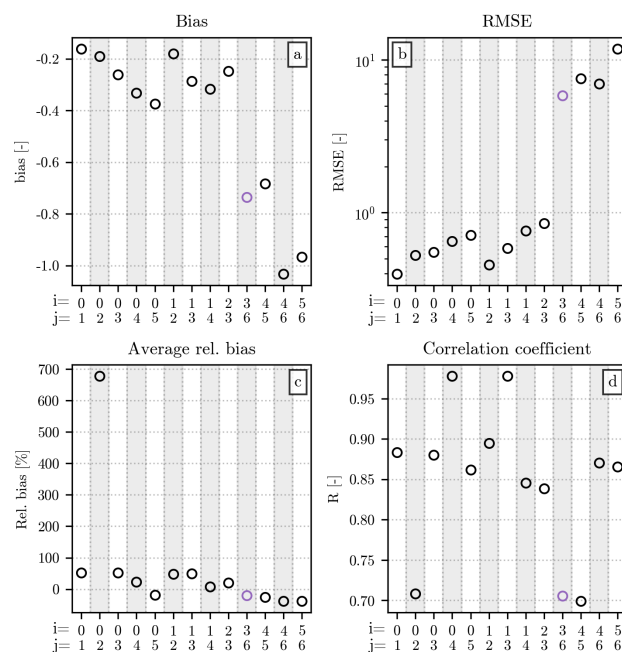 Bias
a
bias [-]
-0.2
-0.4
-0.6
-0.8
-1.0
i= 0 0 0 0 0 1 1 1 2 3 4 4 5
j= 1 2 3 4 5 2 3 4 3 6 5 6 6
RMSE
b
RMSE [-]
10¹
10⁰
i= 0 0 0 0 0 1 1 1 2 3 4 4 5
j= 1 2 3 4 5 2 3 4 3 6 5 6 6
Average rel. bias
c
Rel. bias [%]
700
600
500
400
300
200
100
0
i= 0 0 0 0 0 1 1 1 2 3 4 4 5
j= 1 2 3 4 5 2 3 4 3 6 5 6 6
Correlation coefficient
d
R [-]
0.95
0.90
0.85
0.80
0.75
0.70
i= 0 0 0 0 0 1 1 1 2 3 4 4 5
j= 1 2 3 4 5 2 3 4 3 6 5 6 6